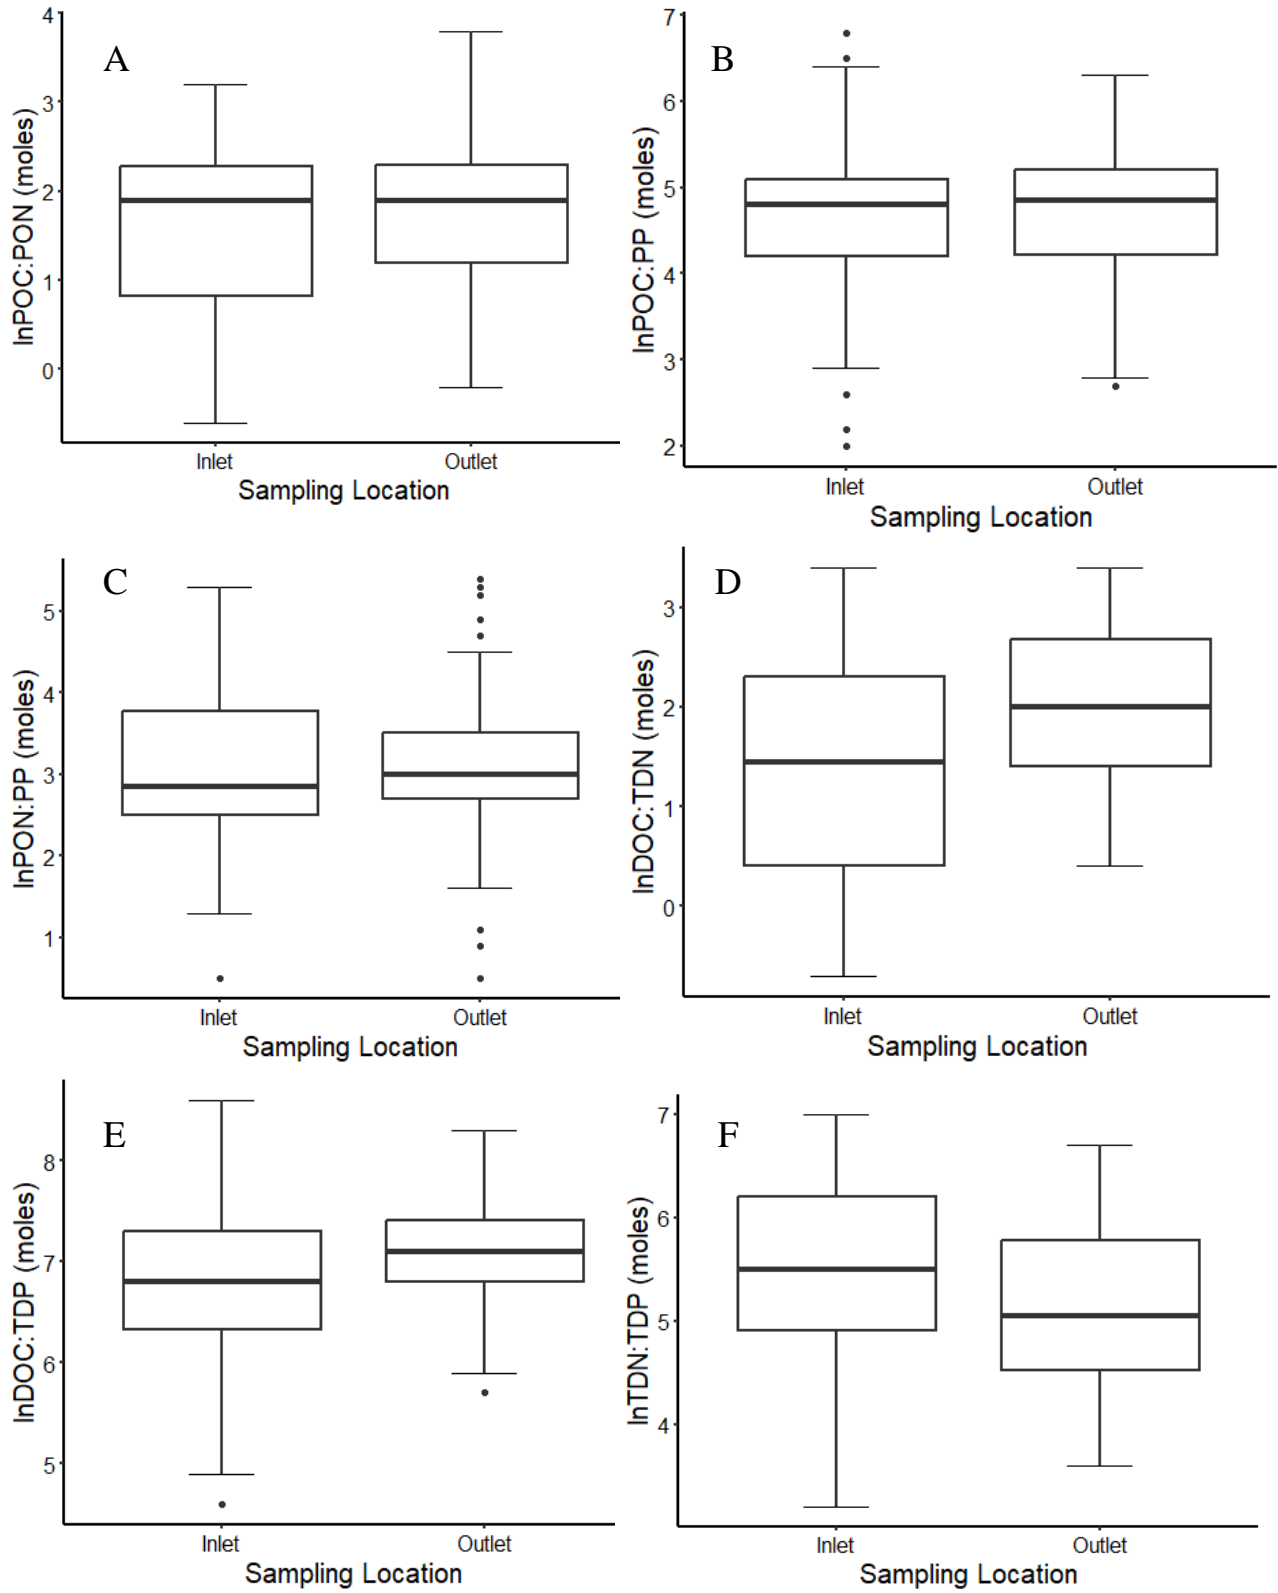 A
lnPOC:PON (moles)
4
3
2
1
0
Inlet Outlet
Sampling Location
B
lnPOC:PP (moles)
7
6
5
4
3
2
Inlet Outlet
Sampling Location
C
lnPON:PP (moles)
5
4
3
2
1
Inlet Outlet
Sampling Location
D
lnDOC:TDN (moles)
3
2
1
0
Inlet Outlet
Sampling Location
E
lnDOC:TDP (moles)
8
7
6
5
Inlet Outlet
Sampling Location
F
lnTDN:TDP (moles)
7
6
5
4
Inlet Outlet
Sampling Location